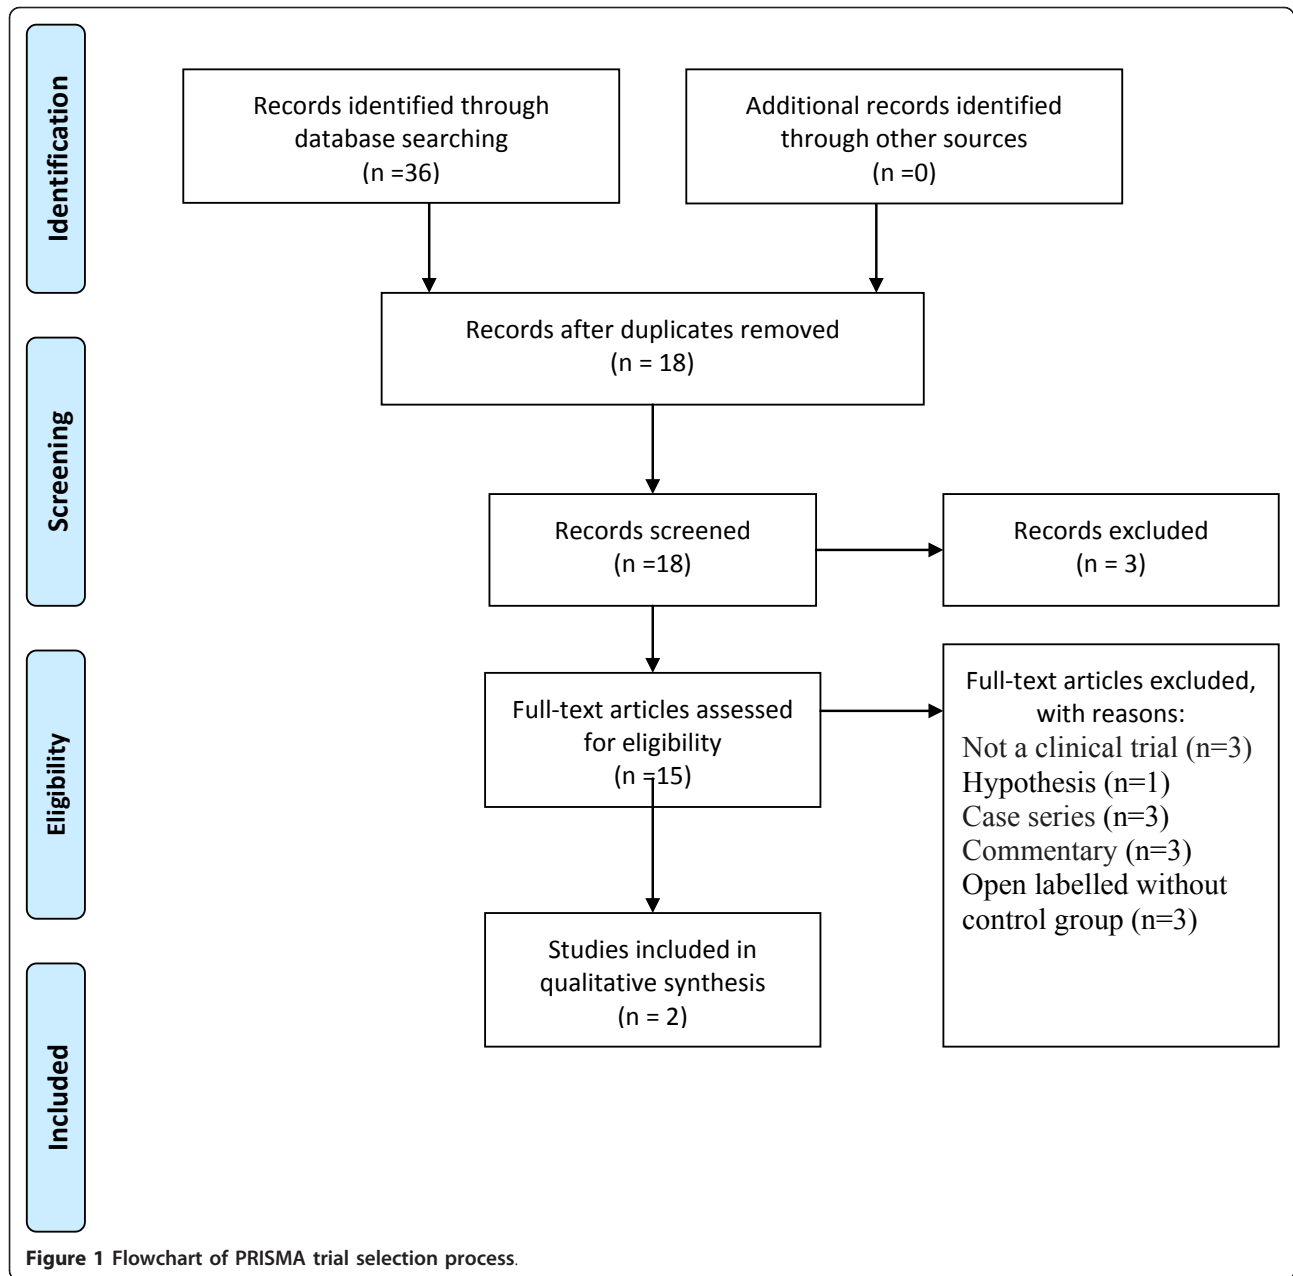 Identification
Records identified through
database searching
(n =36)
Additional records identified
through other sources
(n =0)
Records after duplicates removed
(n = 18)
Screening
Records screened
(n =18)
Records excluded
(n = 3)
Eligibility
Full-text articles assessed
for eligibility
(n =15)
Full-text articles excluded,
with reasons:
Not a clinical trial (n=3)
Hypothesis (n=1)
Case series (n=3)
Commentary (n=3)
Open labelled without
control group (n=3)
Included
Studies included in
qualitative synthesis
(n = 2)
Figure 1 Flowchart of PRISMA trial selection process.